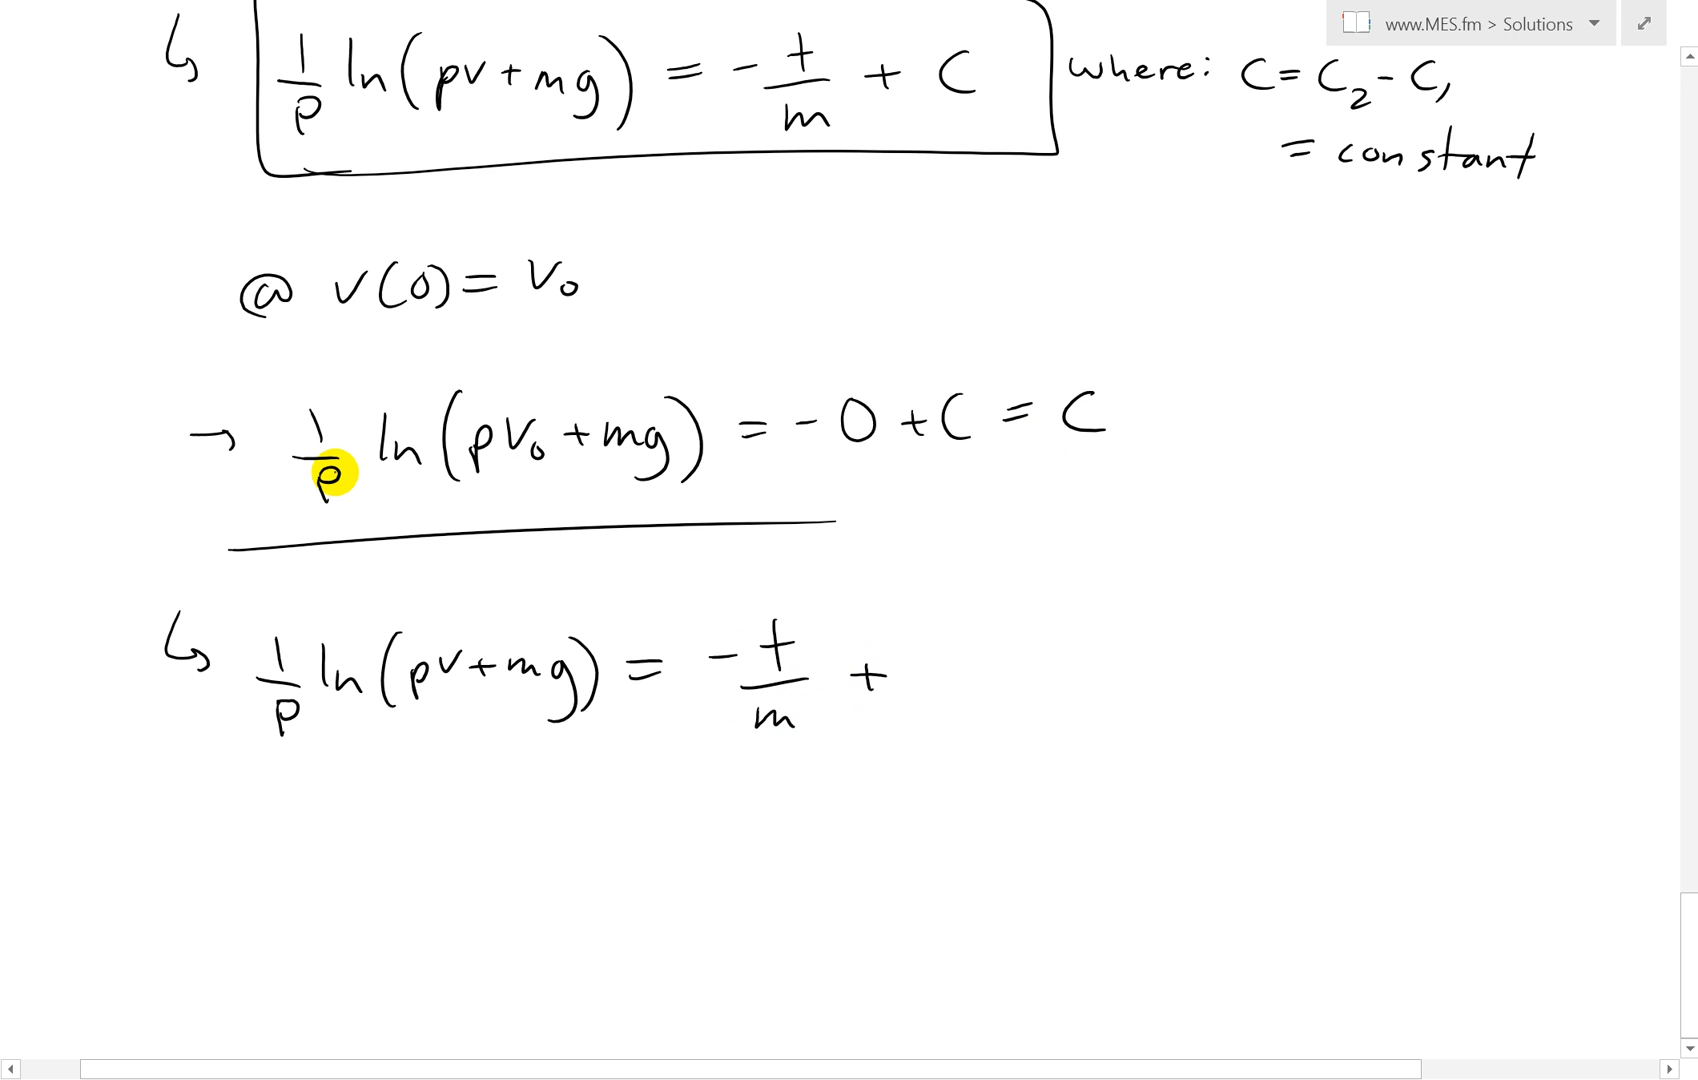 www.MES.fm > Solutions
↳ 1/p ln(pv+mg) = - t/m + C where: C = C₂ - C₁
= constant
@ v(0) = v₀
→ 1/p ln(pv₀+mg) = - 0 + C = C
↳ 1/p ln(pv+mg) = - t/m +